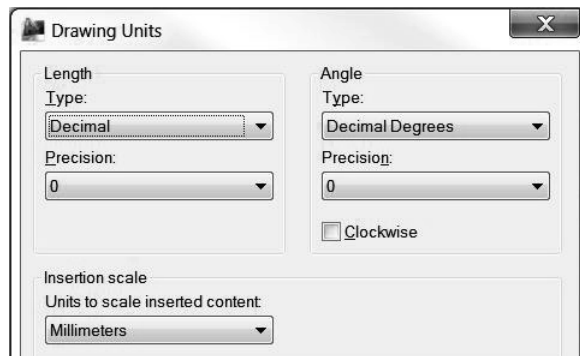 Drawing Units
Length
Type:
Decimal
Precision:
0
Angle
Type:
Decimal Degrees
Precision:
0
Clockwise
Insertion scale
Units to scale inserted content:
Millimeters